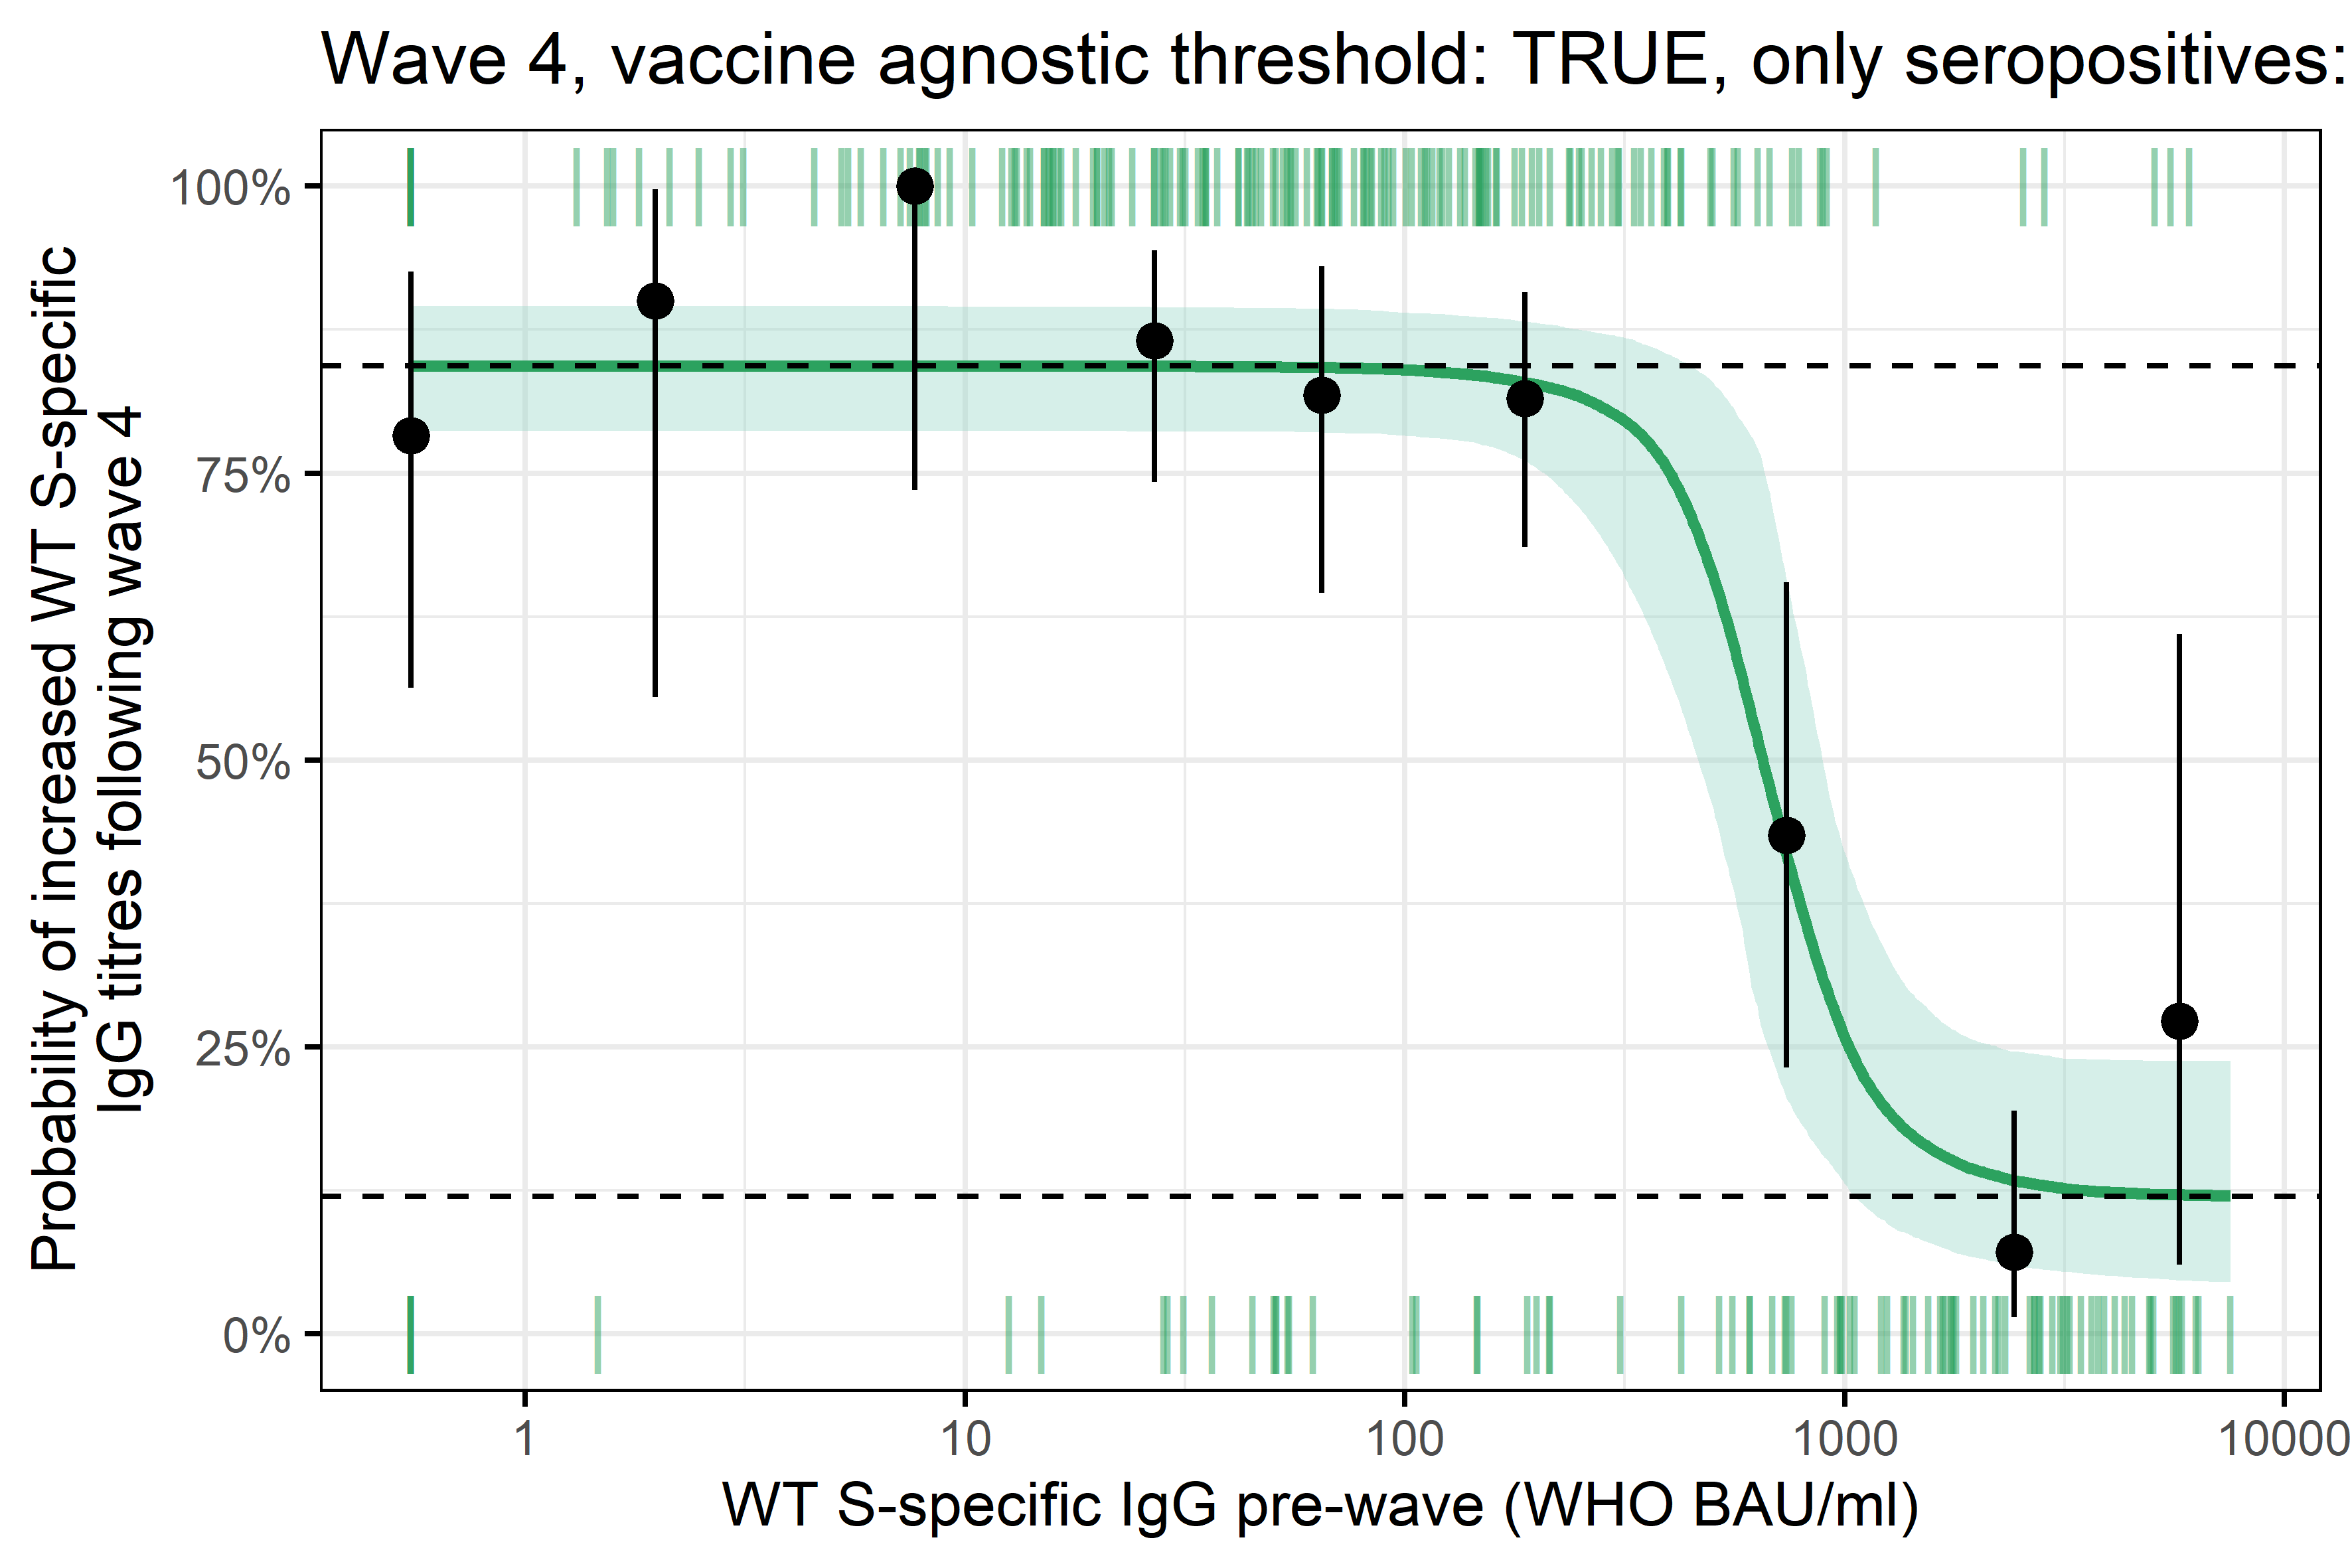 Wave 4, vaccine agnostic threshold: TRUE, only seropositives:
Probability of increased WT S-specific
IgG titres following wave 4
100%
75%
50%
25%
0%
1
10
100
1000
10000
WT S-specific IgG pre-wave (WHO BAU/ml)